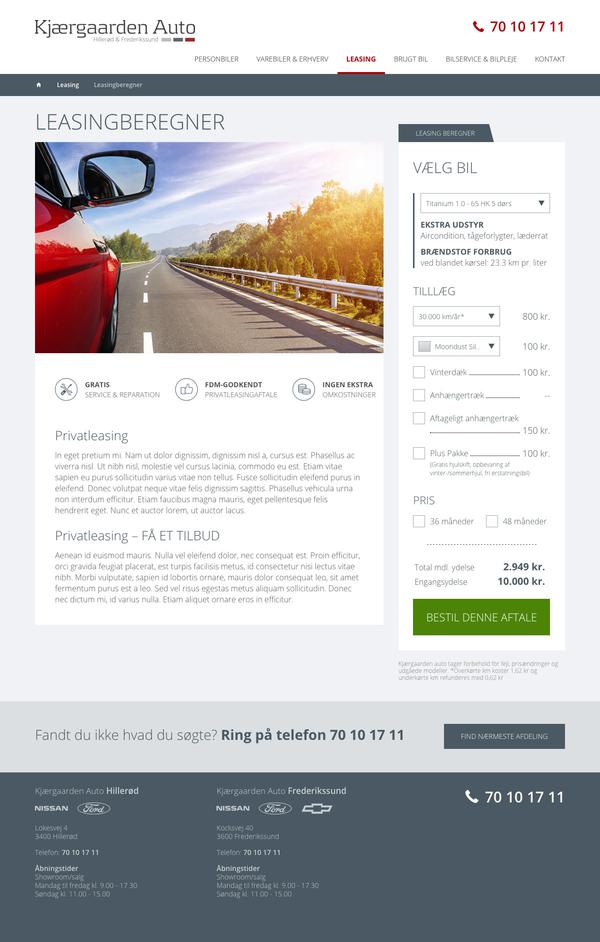 Kjærgaarden Auto
Hillerød & Frederikssund
70 10 17 11
PERSONBILER
VAREBILER & ERHVERV
LEASING
BRUGT BIL
BILSERVICE & BILPLEJE
KONTAKT
Leasing
Leasingberegner
LEASINGBEREGNER
GRATIS
SERVICE & REPARATION
FDM-GODKENDT
PRIVATLEASINGAFTALE
INGEN EKSTRA
OMKOSTNINGER
Privatleasing
In eget pretium mi. Nam ut dolor dignissim, dignissim nisl a, cursus est. Phasellus ac
viverra nisl. Ut nibh nisl, molestie vel cursus lacinia, commodo eu est. Etiam vitae
sapien eu purus sollicitudin varius vitae non tellus. Fusce sollicitudin eleifend purus in
eleifend. Donec volutpat neque vitae felis dignissim sagittis. Phasellus vehicula urna
non interdum efficitur. Etiam faucibus magna mauris, eget pellentesque felis
hendrerit eget. Nunc et auctor lorem, ut auctor lacus.
Privatleasing – FÅ ET TILBUD
Aenean id euismod mauris. Nulla vel eleifend dolor, nec consequat est. Proin efficitur,
orci gravida feugiat placerat, est turpis facilisis metus, id consectetur nisi lectus vitae
nibh. Morbi vulputate, sapien id lobortis ornare, mauris dolor consequat leo, sit amet
fermentum purus est a leo. Sed vel risus egestas metus aliquam sollicitudin. Donec
nec dictum mi, id varius nulla. Etiam aliquet ornare eros in efficitur.
LEASING BEREGNER
VÆLG BIL
Titanium 1.0 - 65 HK 5 dørs
EKSTRA UDSTYR
Aircondition, tågeforlygter, læderrat
BRÆNDSTOF FORBRUG
ved blandet kørsel: 23.3 km pr. liter
TILLLÆG
30.000 km/år*
800 kr.
Moondust Sil..
100 kr.
Vinterdæk
100 kr.
Anhængertræk
--
Aftageligt anhængertræk
150 kr.
Plus Pakke
100 kr.
(Gratis hjulskift, opbevaring af
vinter-/sommerhjul, fri erstatningsbil)
PRIS
36 måneder
48 måneder
Total mdl. ydelse
2.949 kr.
Engangsydelse
10.000 kr.
BESTIL DENNE AFTALE
Kjærgaarden auto tager forbehold for fejl, prisændringer og
udgåede modeller. *Overkørte km koster 1,62 kr og
underkørte km refunderes med 0,62 kr
Fandt du ikke hvad du søgte? Ring på telefon 70 10 17 11
FIND NÆRMESTE AFDELING
Kjærgaarden Auto Hillerød
NISSAN
Ford
Lokesvej 4
3400 Hillerød
Telefon: 70 10 17 11
Åbningstider
Showroom/salg
Mandag til fredag kl. 9.00 - 17.30
Søndag kl. 11.00 - 15.00
Kjærgaarden Auto Frederikssund
NISSAN
Ford
Kocksvej 40
3600 Frederikssund
Telefon: 70 10 17 11
Åbningstider
Showroom/salg
Mandag til fredag kl. 9.00 - 17.30
Søndag kl. 11.00 - 15.00
70 10 17 11